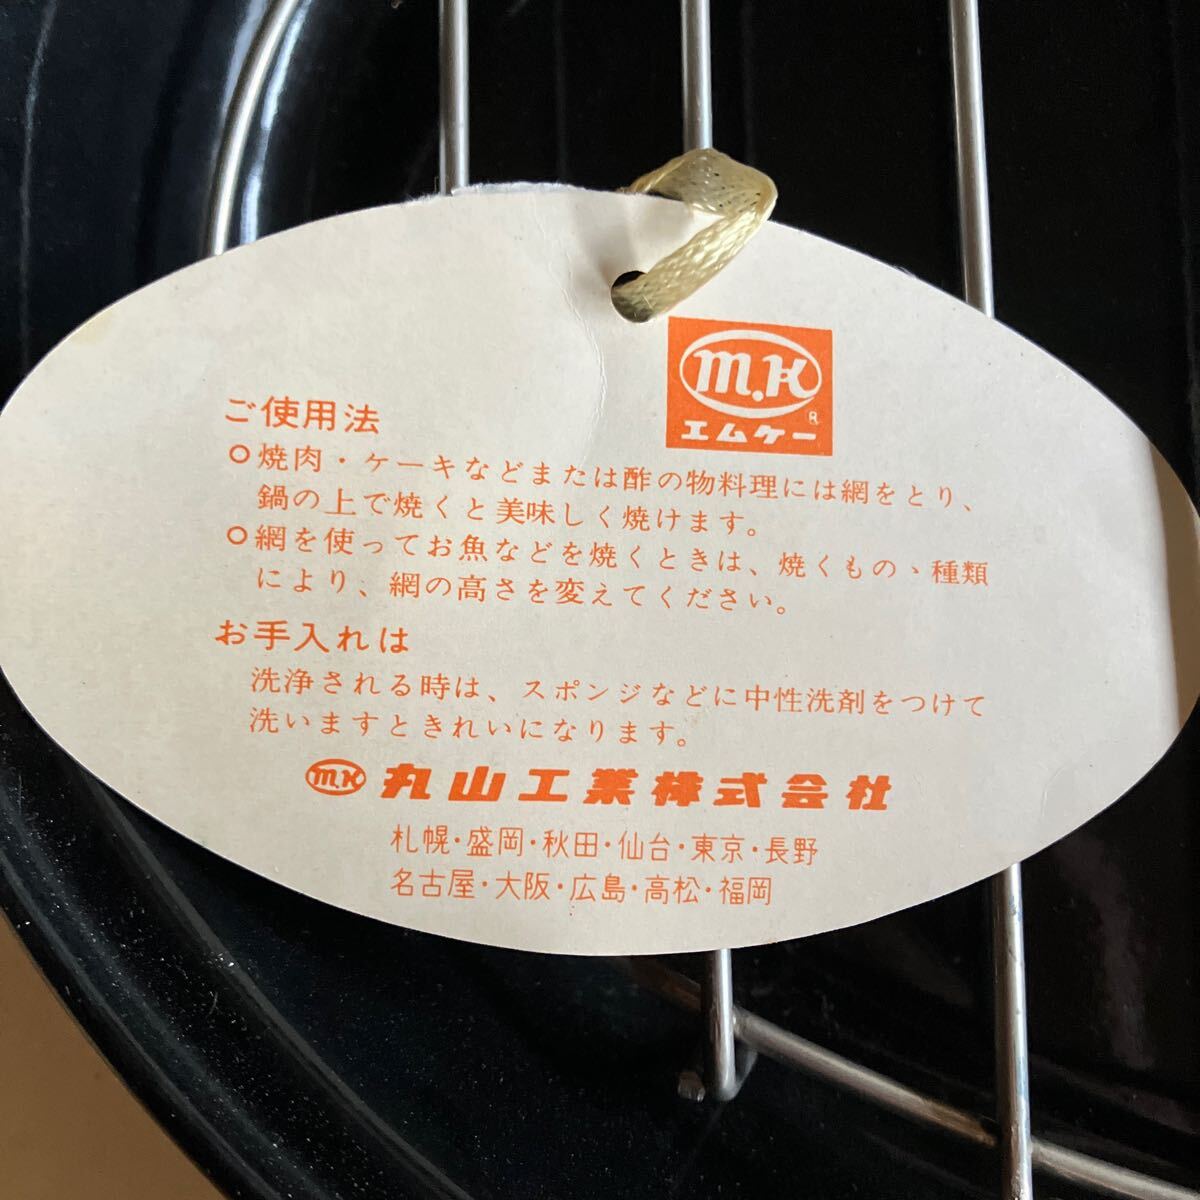 M.K
®
エムケー
ご使用法
○焼肉・ケーキなどまたは酢の物料理には網をとり、
鍋の上で焼くと美味しく焼けます。
○網を使ってお魚などを焼くときは、焼くもの、種類
により、網の高さを変えてください。
お手入れは
洗浄される時は、スポンジなどに中性洗剤をつけて
洗いますときれいになります。
M.K 丸山工業株式会社
札幌・盛岡・秋田・仙台・東京・長野
名古屋・大阪・広島・高松・福岡